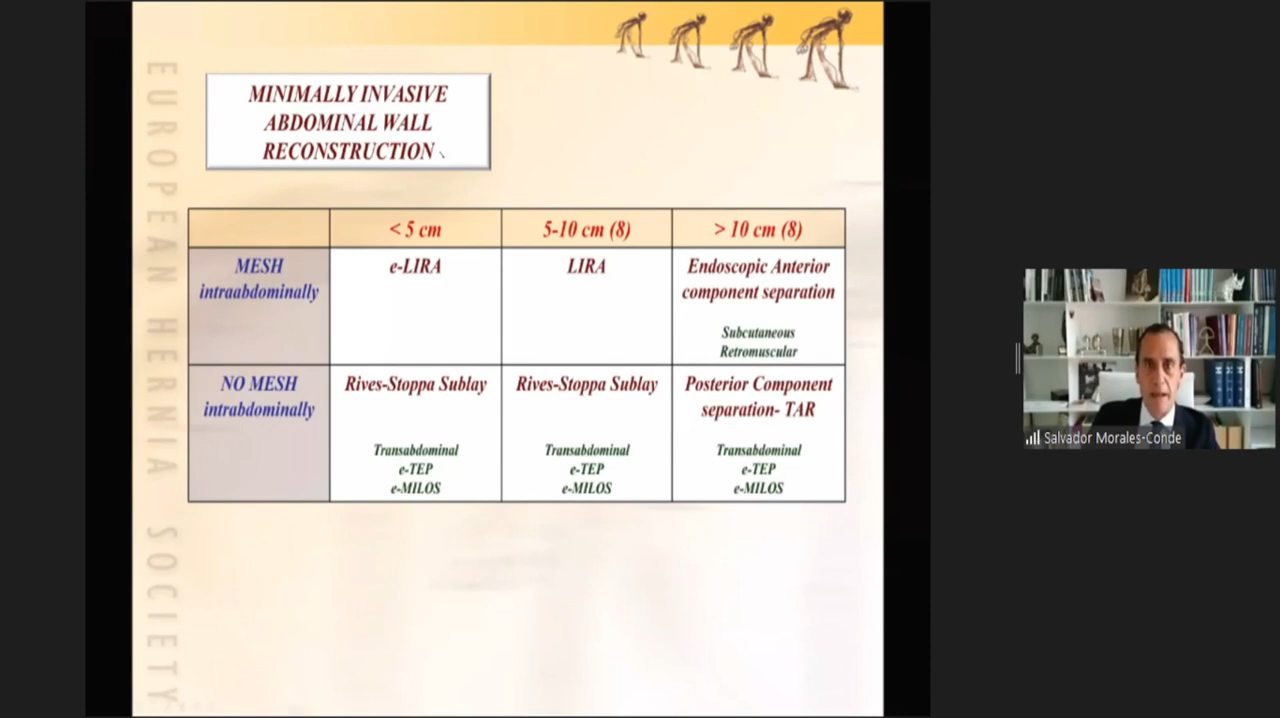 EUROPEAN HERNIA SOCIETY
MINIMALLY INVASIVE
ABDOMINAL WALL
RECONSTRUCTION
< 5 cm
5-10 cm (8)
> 10 cm (8)
MESH
intraabdominally
e-LIRA
LIRA
Endoscopic Anterior
component separation
Subcutaneous
Retromuscular
NO MESH
intrabdominally
Rives-Stoppa Sublay
Transabdominal
e-TEP
e-MILOS
Rives-Stoppa Sublay
Transabdominal
e-TEP
e-MILOS
Posterior Component
separation- TAR
Transabdominal
e-TEP
e-MILOS
Salvador Morales-Conde